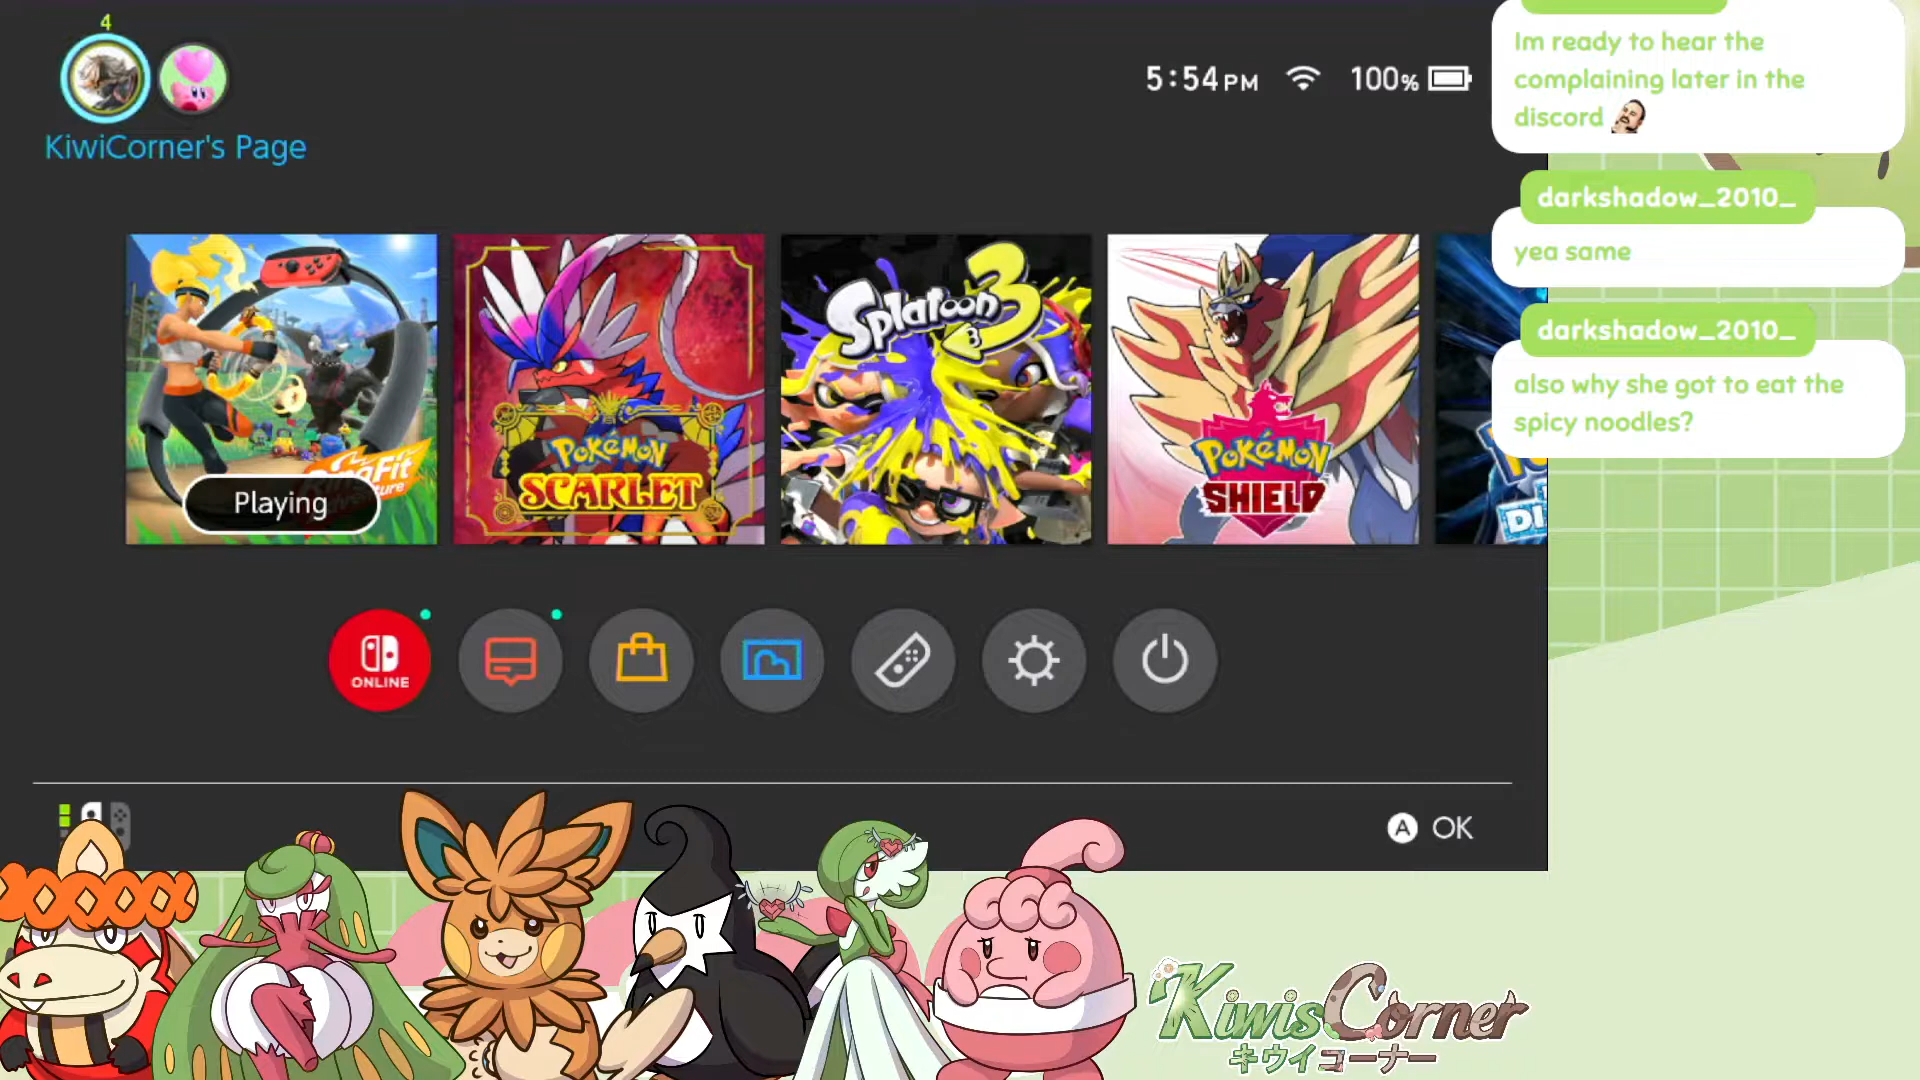 4
KiwiCorner's Page
5:54 PM
100%
Im ready to hear the
complaining later in the
discord
darkshadow_2010_
yea same
darkshadow_2010_
also why she got to eat the
spicy noodles?
Playing
POKÉMON
SCARLET
Splatoon 3
POKÉMON
SHIELD
DI
ONLINE
A OK
KiwisCorner
キウイコーナー